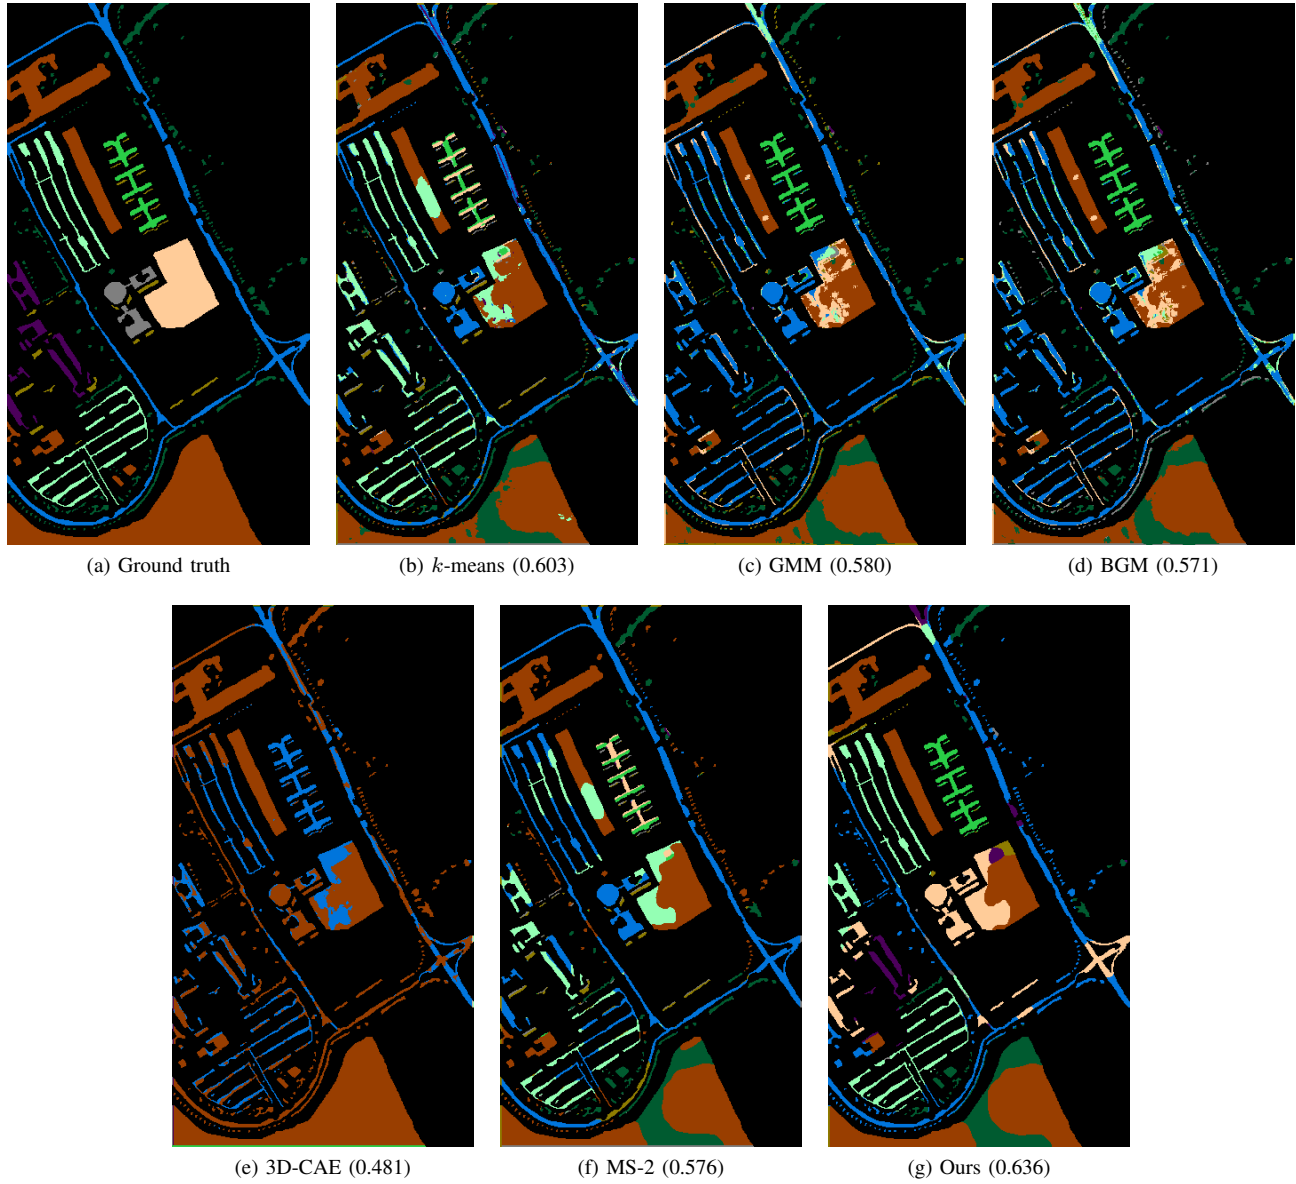 (a) Ground truth
(b) k-means (0.603)
(c) GMM (0.580)
(d) BGM (0.571)
(e) 3D-CAE (0.481)
(f) MS-2 (0.576)
(g) Ours (0.636)